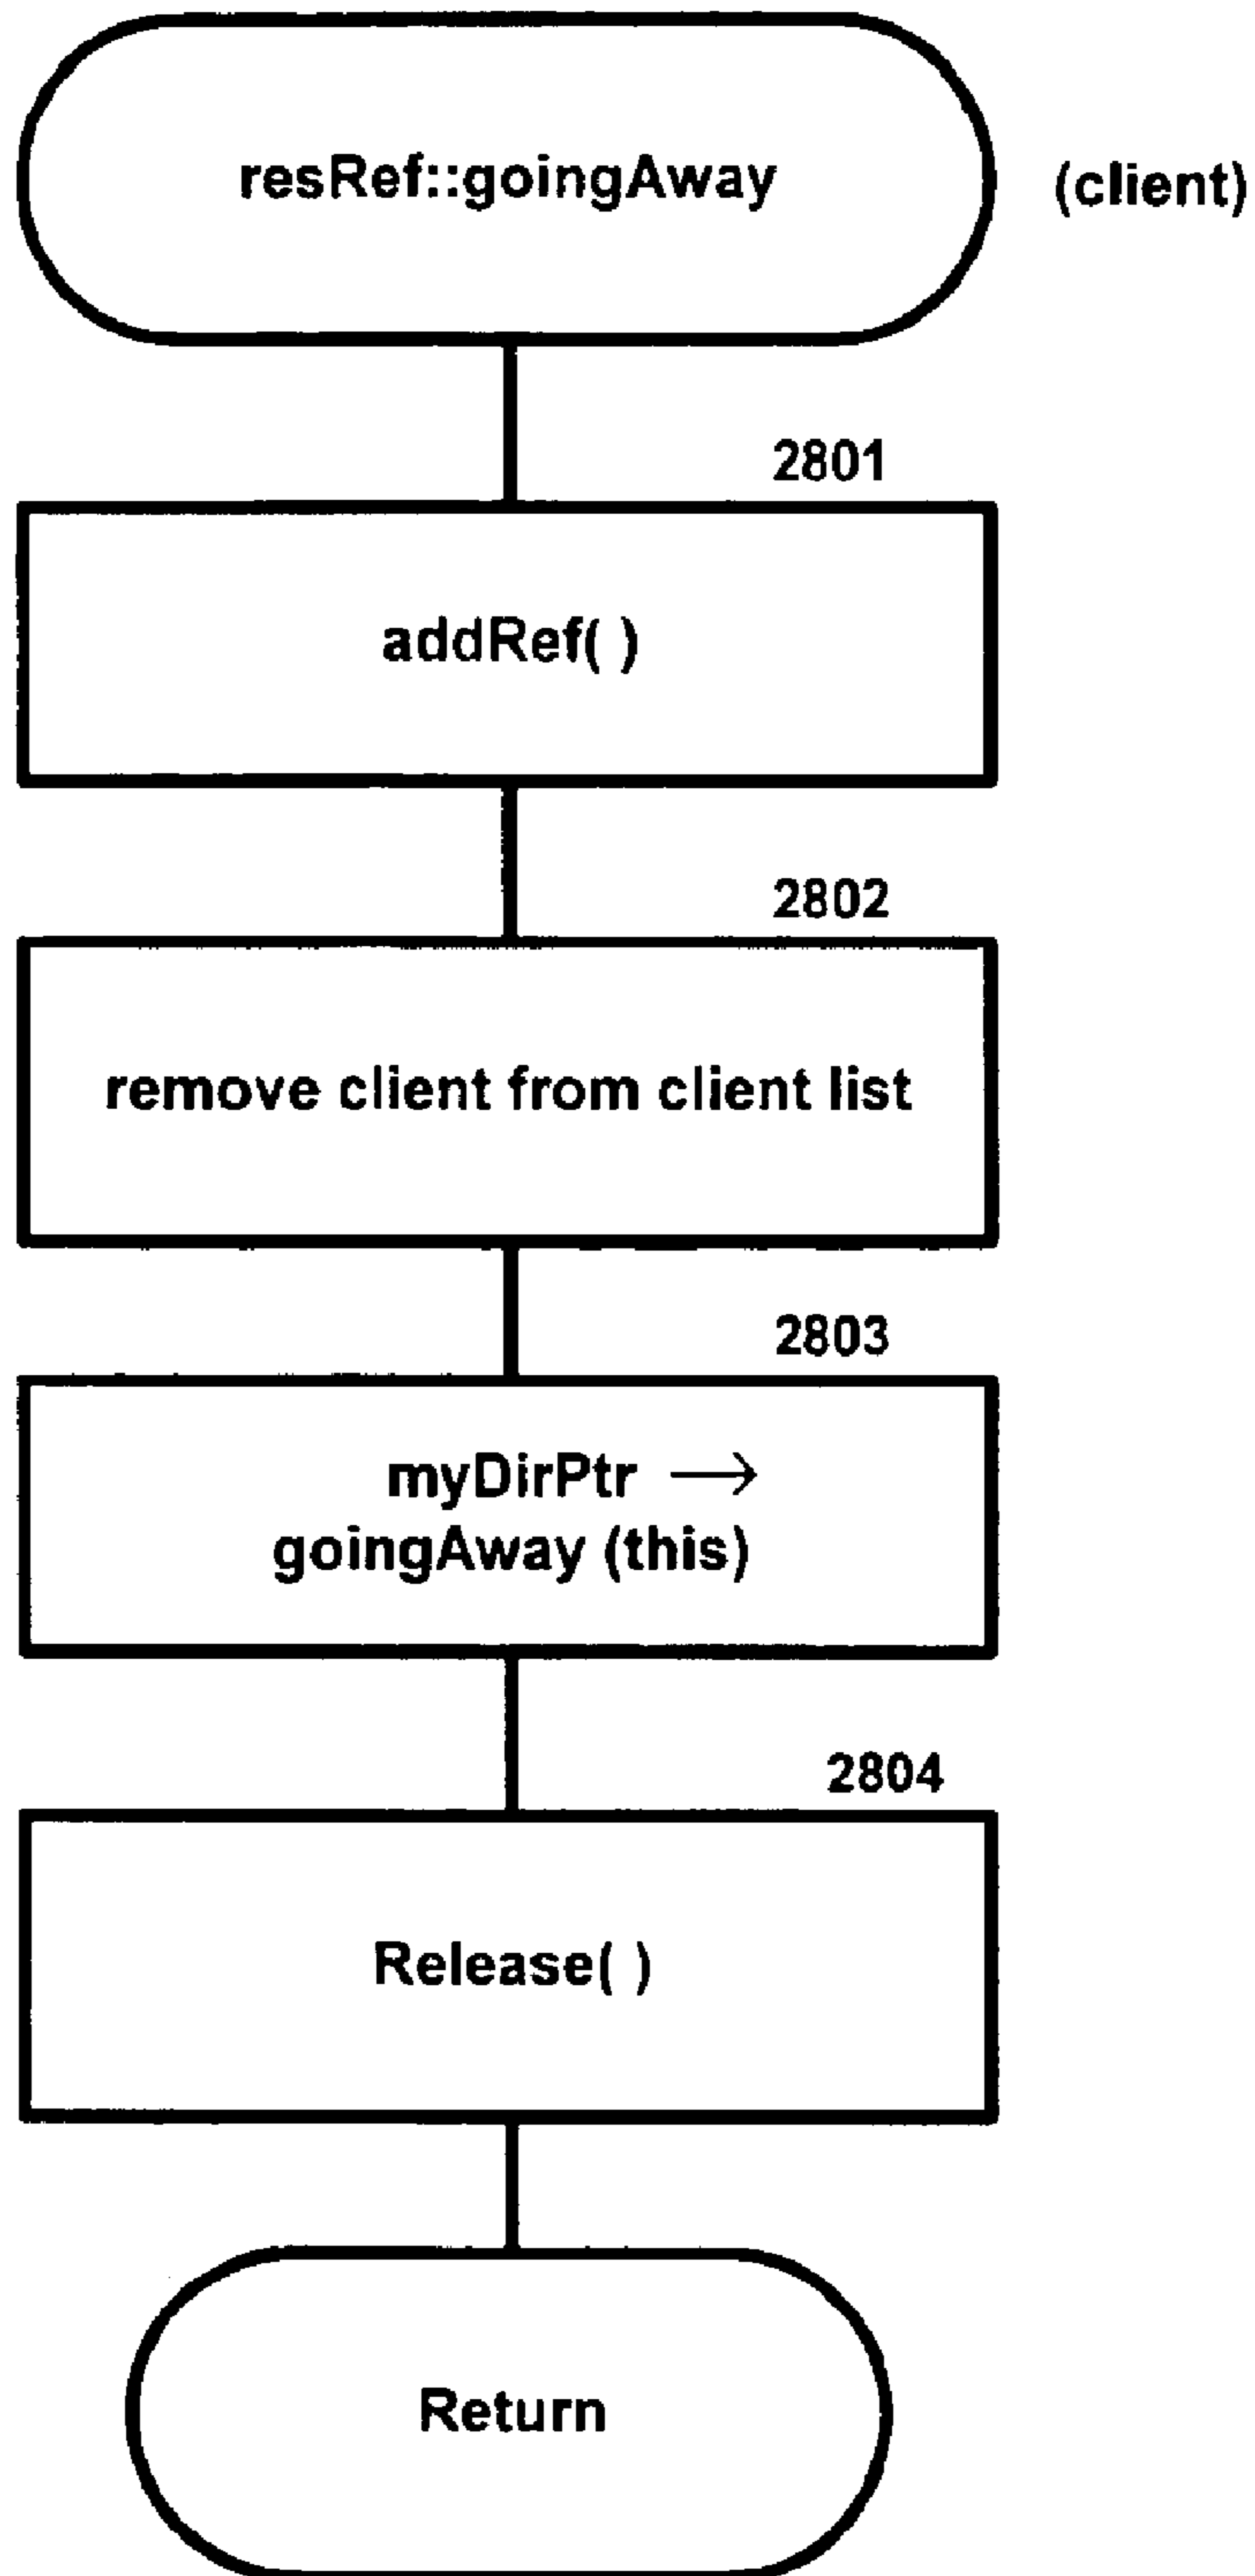 resRef::goingAway (client)
2801
addRef( )
2802
remove client from client list
2803
myDirPtr →
goingAway (this)
2804
Release( )
Return